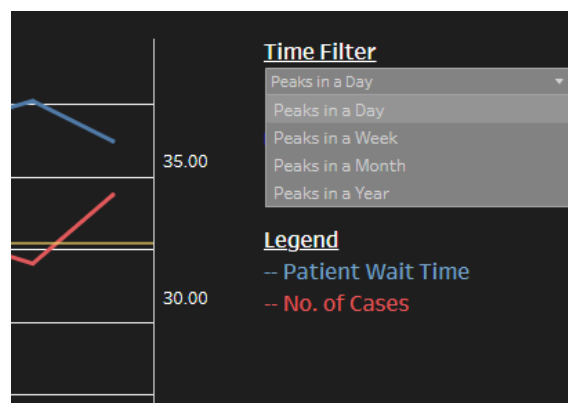 Time Filter
Peaks in a Day
Peaks in a Day
Peaks in a Week
Peaks in a Month
Peaks in a Year
35.00
Legend
-- Patient Wait Time
30.00
-- No. of Cases